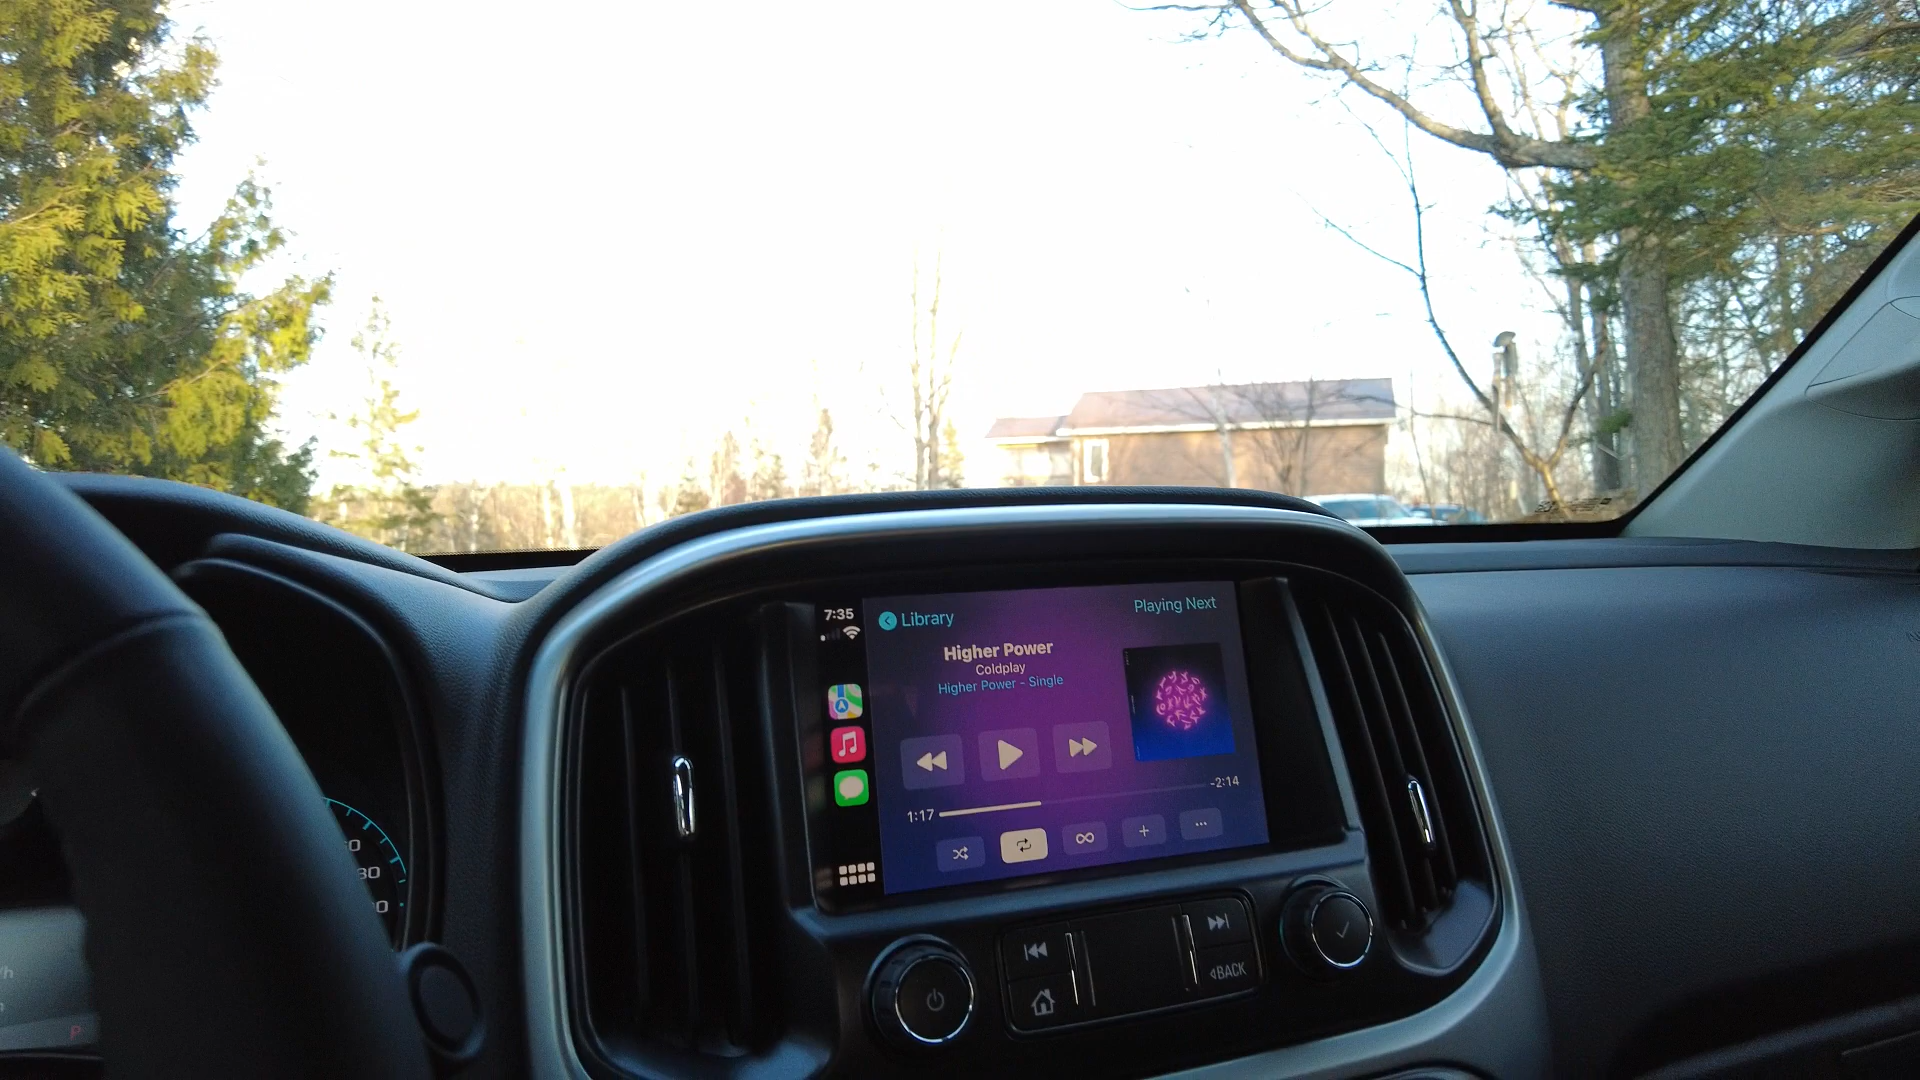 7:35
Library
Playing Next
Higher Power
Coldplay
Higher Power - Single
1:17
-2:14
BACK
P